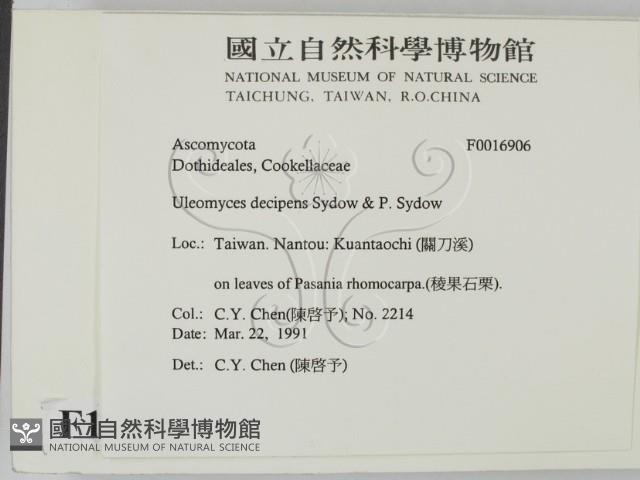 國立自然科學博物館
NATIONAL MUSEUM OF NATURAL SCIENCE
TAICHUNG, TAIWAN, R.O.CHINA
Ascomycota F0016906
Dothideales, Cookellaceae
Uleomyces decipens Sydow & P. Sydow
Loc.: Taiwan. Nantou: Kuantaochi (關刀溪)
on leaves of Pasania rhomocarpa.(稜果石栗).
Col.: C.Y. Chen(陳啓予); No. 2214
Date: Mar. 22, 1991
Det.: C.Y. Chen (陳啓予)
國立自然科學博物館
NATIONAL MUSEUM OF NATURAL SCIENCE